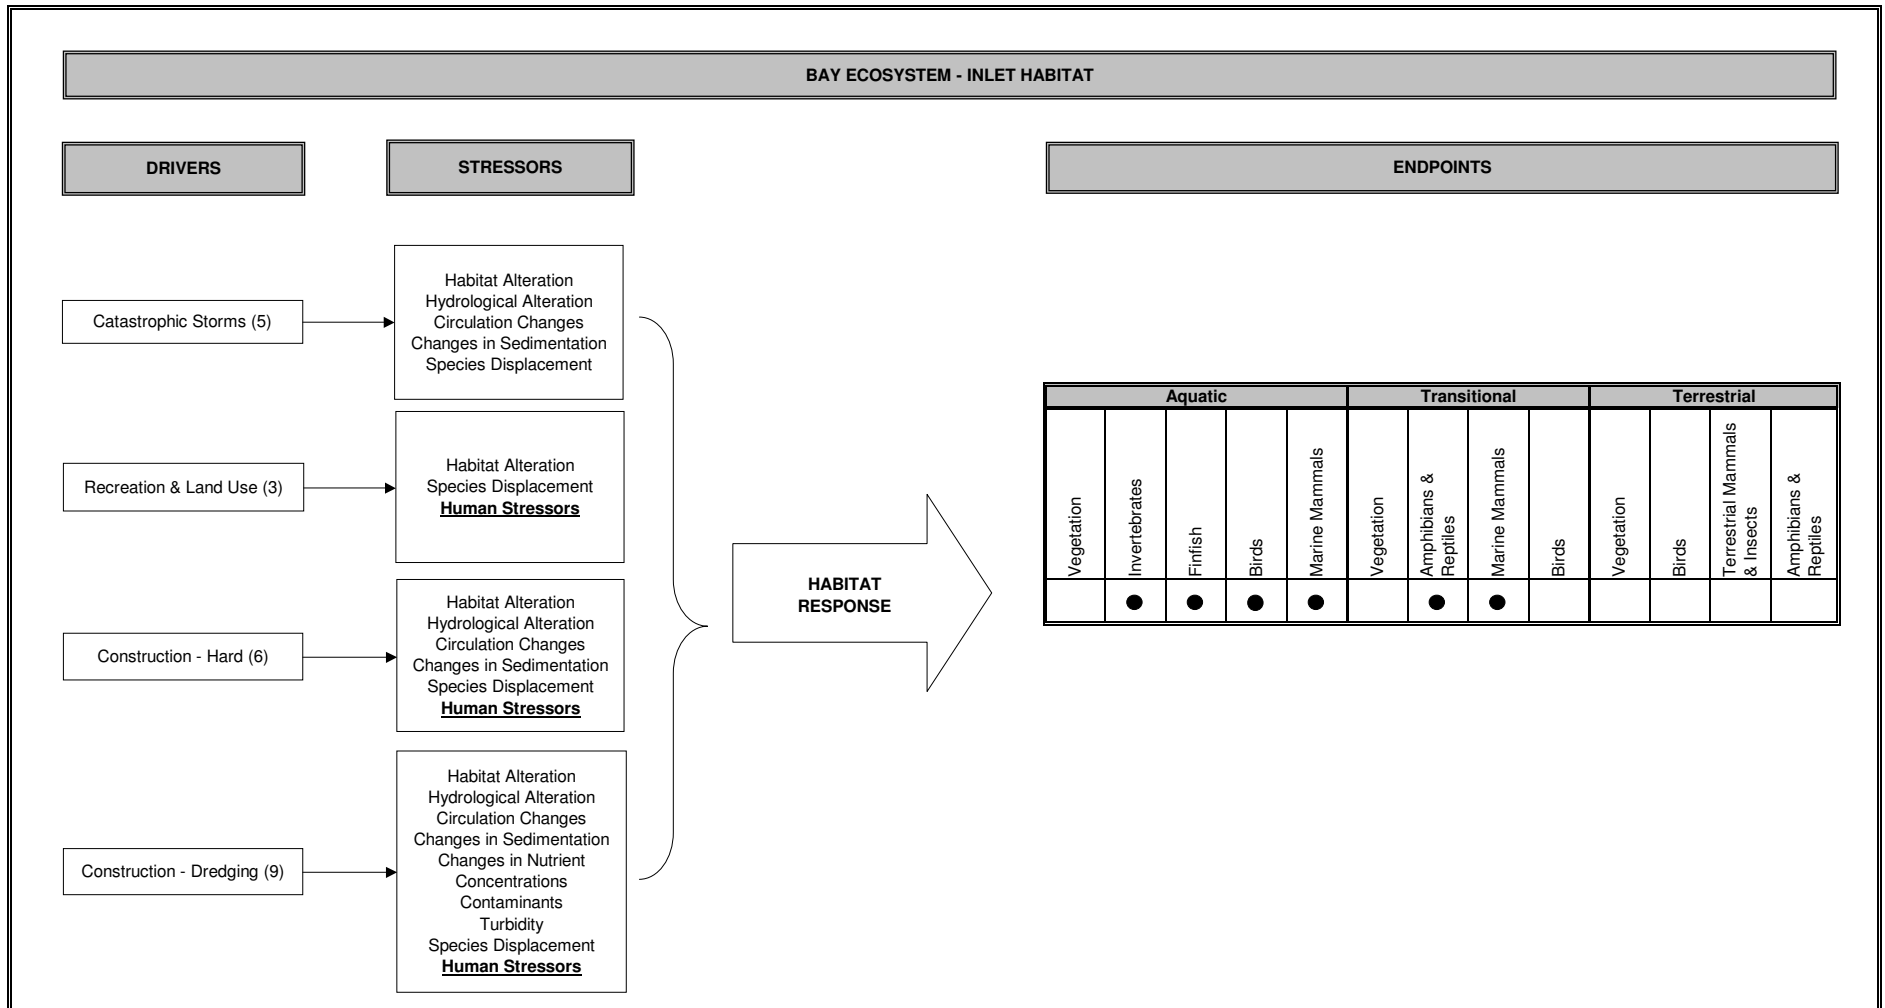 BAY ECOSYSTEM - INLET HABITAT
DRIVERS
STRESSORS
ENDPOINTS
Catastrophic Storms (5)
Habitat Alteration
Hydrological Alteration
Circulation Changes
Changes in Sedimentation
Species Displacement
Recreation & Land Use (3)
Habitat Alteration
Species Displacement
Human Stressors
Construction - Hard (6)
Habitat Alteration
Hydrological Alteration
Circulation Changes
Changes in Sedimentation
Species Displacement
Human Stressors
Construction - Dredging (9)
Habitat Alteration
Hydrological Alteration
Circulation Changes
Changes in Sedimentation
Changes in Nutrient
Concentrations
Contaminants
Turbidity
Species Displacement
Human Stressors
HABITAT
RESPONSE
Aquatic
Transitional
Terrestrial
Vegetation
Invertebrates
Finfish
Birds
Marine Mammals
Vegetation
Amphibians &
Reptiles
Marine Mammals
Birds
Vegetation
Birds
Terrestrial Mammals
& Insects
Amphibians &
Reptiles